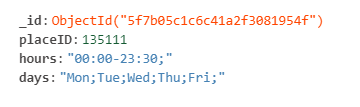 _id: ObjectId("5f7b05c1c6c41a2f3081954f")
placeID: 135111
hours: "00:00-23:30;"
days: "Mon;Tue;Wed;Thu;Fri;"